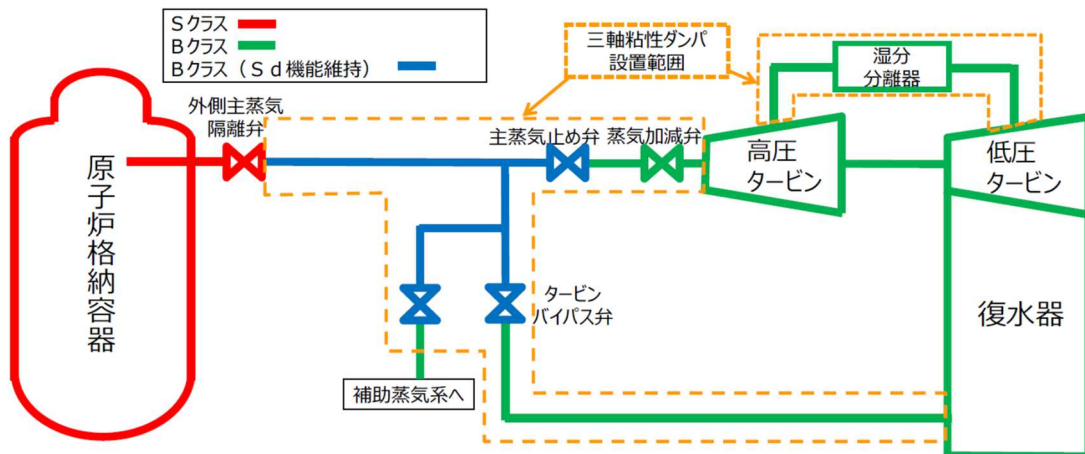 Sクラス
Bクラス
Bクラス（Sd機能維持）
三軸粘性ダンパ
設置範囲
湿分
分離器
外側主蒸気
隔離弁
主蒸気止め弁
蒸気加減弁
高圧
タービン
低圧
タービン
原子炉格納容器
タービン
バイパス弁
復水器
補助蒸気系へ